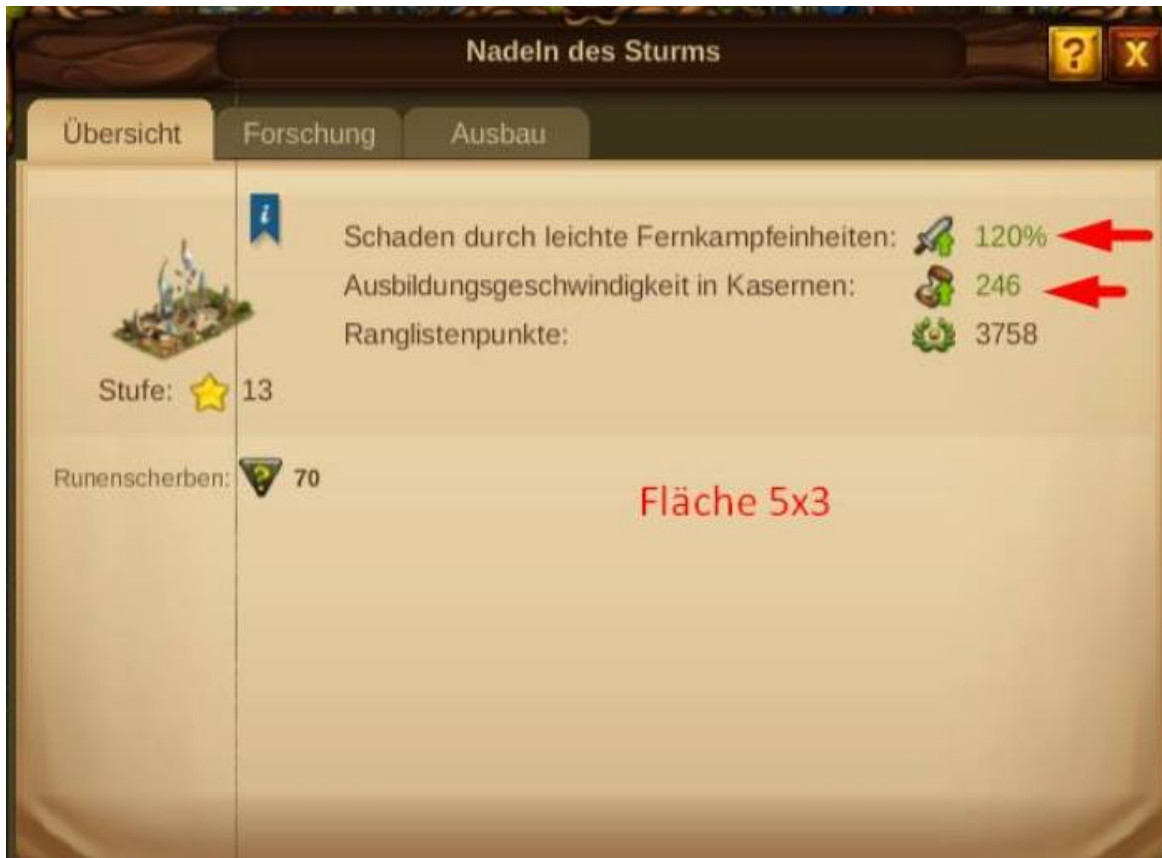 Nadeln des Sturms
? X
Übersicht Forschung Ausbau
i
Schaden durch leichte Fernkampfeinheiten: 120%
Ausbildungsgeschwindigkeit in Kasernen: 246
Ranglistenpunkte: 3758
Stufe: 13
Runenscherben: ? 70
Fläche 5x3